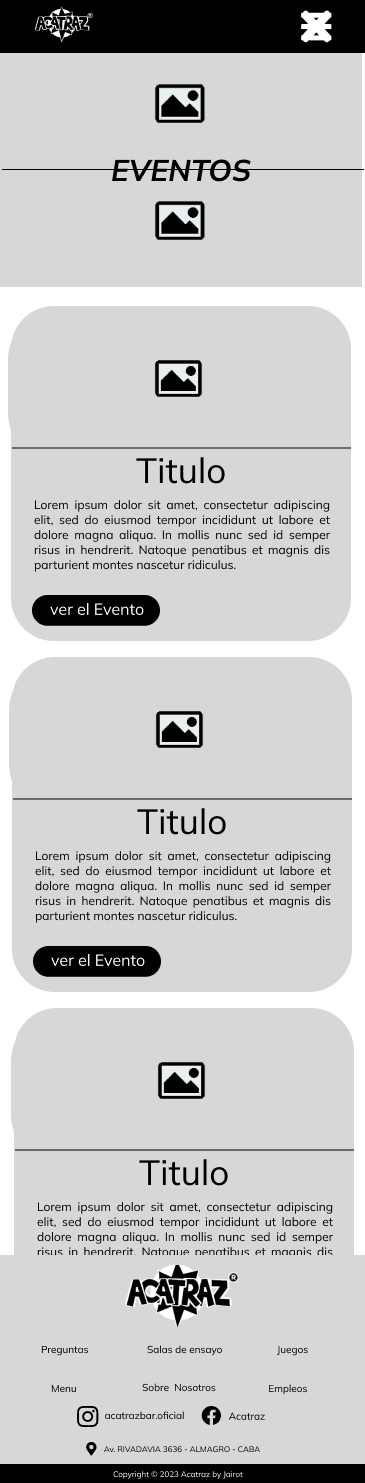 ACATRAZ®
EVENTOS
Titulo
Lorem ipsum dolor sit amet, consectetur adipiscing
elit, sed do eiusmod tempor incididunt ut labore et
dolore magna aliqua. In mollis nunc sed id semper
risus in hendrerit. Natoque penatibus et magnis dis
parturient montes nascetur ridiculus.
ver el Evento
Titulo
Lorem ipsum dolor sit amet, consectetur adipiscing
elit, sed do eiusmod tempor incididunt ut labore et
dolore magna aliqua. In mollis nunc sed id semper
risus in hendrerit. Natoque penatibus et magnis dis
parturient montes nascetur ridiculus.
ver el Evento
Titulo
Lorem ipsum dolor sit amet, consectetur adipiscing
elit, sed do eiusmod tempor incididunt ut labore et
dolore magna aliqua. In mollis nunc sed id semper
risus in hendrerit. Natoque penatibus et magnis dis
ACATRAZ®
Preguntas Salas de ensayo Juegos
Menu Sobre Nosotros Empleos
acatrazbar.oficial Acatraz
Av. RIVADAVIA 3636 - ALMAGRO - CABA
Copyright © 2023 Acatraz by Jairot